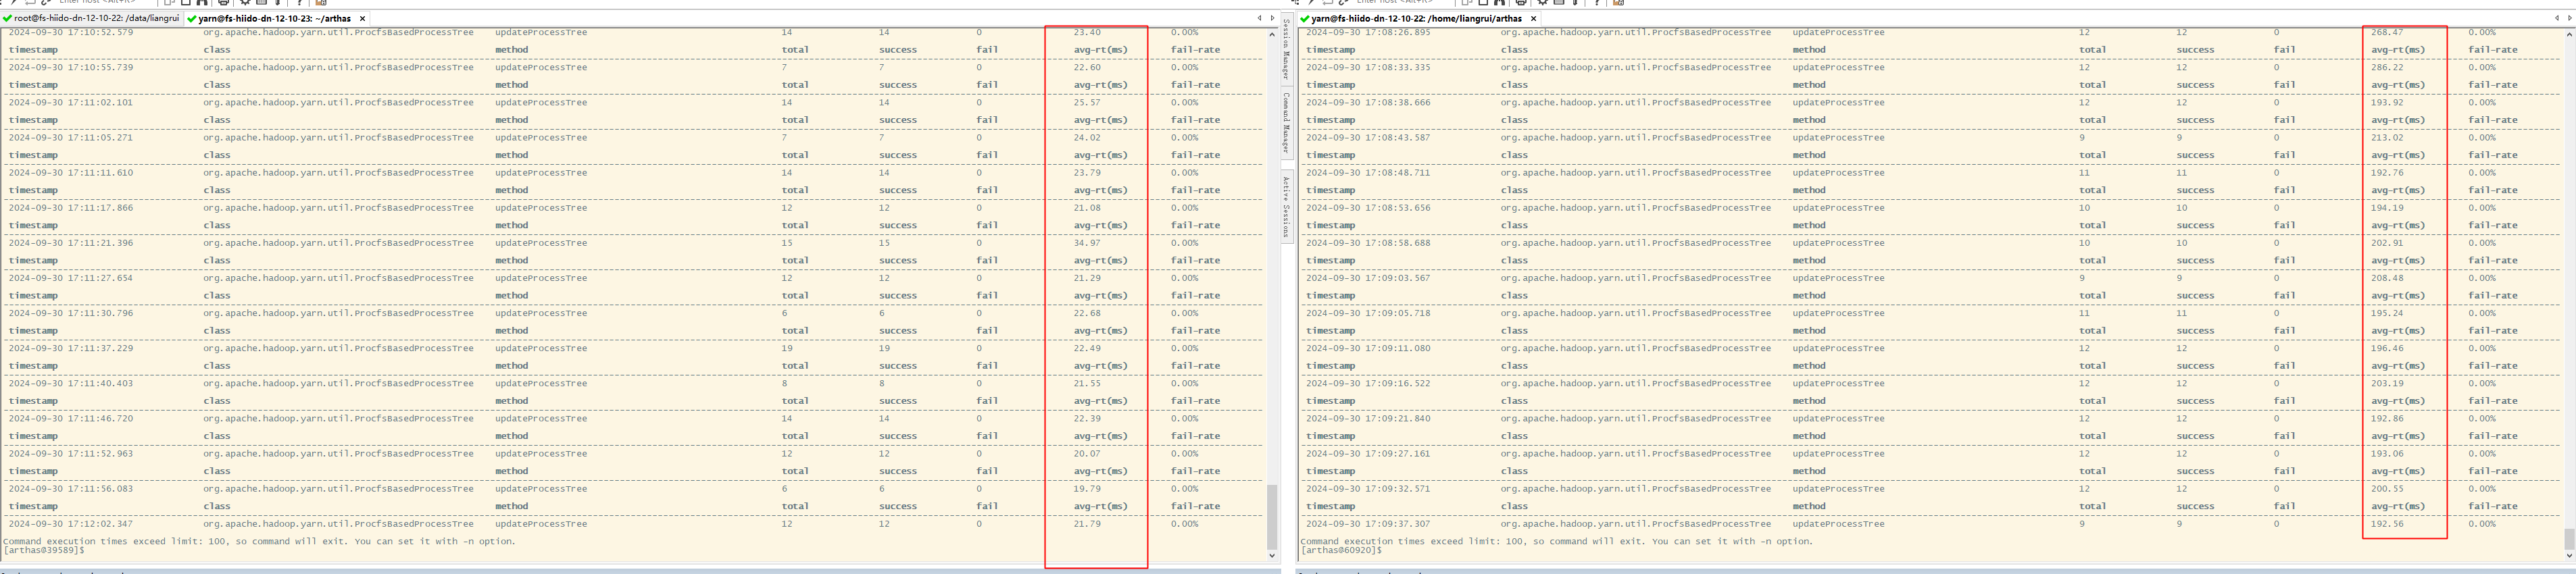 Enter host <Alt+R>
root@fs-hiido-dn-12-10-22: /data/liangrui
yarn@fs-hiido-dn-12-10-23: ~/arthas
2024-09-30 17:10:52.579 org.apache.hadoop.yarn.util.ProcfsBasedProcessTree updateProcessTree 14 14 0 23.40 0.00%
timestamp class method total success fail avg-rt(ms) fail-rate
2024-09-30 17:10:55.739 org.apache.hadoop.yarn.util.ProcfsBasedProcessTree updateProcessTree 7 7 0 22.60 0.00%
timestamp class method total success fail avg-rt(ms) fail-rate
2024-09-30 17:11:02.101 org.apache.hadoop.yarn.util.ProcfsBasedProcessTree updateProcessTree 14 14 0 25.57 0.00%
timestamp class method total success fail avg-rt(ms) fail-rate
2024-09-30 17:11:05.271 org.apache.hadoop.yarn.util.ProcfsBasedProcessTree updateProcessTree 7 7 0 24.02 0.00%
timestamp class method total success fail avg-rt(ms) fail-rate
2024-09-30 17:11:11.610 org.apache.hadoop.yarn.util.ProcfsBasedProcessTree updateProcessTree 14 14 0 23.79 0.00%
timestamp class method total success fail avg-rt(ms) fail-rate
2024-09-30 17:11:17.866 org.apache.hadoop.yarn.util.ProcfsBasedProcessTree updateProcessTree 12 12 0 21.08 0.00%
timestamp class method total success fail avg-rt(ms) fail-rate
2024-09-30 17:11:21.396 org.apache.hadoop.yarn.util.ProcfsBasedProcessTree updateProcessTree 15 15 0 34.97 0.00%
timestamp class method total success fail avg-rt(ms) fail-rate
2024-09-30 17:11:27.654 org.apache.hadoop.yarn.util.ProcfsBasedProcessTree updateProcessTree 12 12 0 21.29 0.00%
timestamp class method total success fail avg-rt(ms) fail-rate
2024-09-30 17:11:30.796 org.apache.hadoop.yarn.util.ProcfsBasedProcessTree updateProcessTree 6 6 0 22.68 0.00%
timestamp class method total success fail avg-rt(ms) fail-rate
2024-09-30 17:11:37.229 org.apache.hadoop.yarn.util.ProcfsBasedProcessTree updateProcessTree 19 19 0 22.49 0.00%
timestamp class method total success fail avg-rt(ms) fail-rate
2024-09-30 17:11:40.403 org.apache.hadoop.yarn.util.ProcfsBasedProcessTree updateProcessTree 8 8 0 21.55 0.00%
timestamp class method total success fail avg-rt(ms) fail-rate
2024-09-30 17:11:46.720 org.apache.hadoop.yarn.util.ProcfsBasedProcessTree updateProcessTree 14 14 0 22.39 0.00%
timestamp class method total success fail avg-rt(ms) fail-rate
2024-09-30 17:11:52.963 org.apache.hadoop.yarn.util.ProcfsBasedProcessTree updateProcessTree 12 12 0 20.07 0.00%
timestamp class method total success fail avg-rt(ms) fail-rate
2024-09-30 17:11:56.083 org.apache.hadoop.yarn.util.ProcfsBasedProcessTree updateProcessTree 6 6 0 19.79 0.00%
timestamp class method total success fail avg-rt(ms) fail-rate
2024-09-30 17:12:02.347 org.apache.hadoop.yarn.util.ProcfsBasedProcessTree updateProcessTree 12 12 0 21.79 0.00%
Command execution times exceed limit: 100, so command will exit. You can set it with -n option.
[arthas@39589]$
Session Manager
Command Manager
Active Sessions
Enter host <Alt+R>
yarn@fs-hiido-dn-12-10-22: /home/liangrui/arthas
2024-09-30 17:08:26.895 org.apache.hadoop.yarn.util.ProcfsBasedProcessTree updateProcessTree 12 12 0 268.47 0.00%
timestamp class method total success fail avg-rt(ms) fail-rate
2024-09-30 17:08:33.335 org.apache.hadoop.yarn.util.ProcfsBasedProcessTree updateProcessTree 12 12 0 286.22 0.00%
timestamp class method total success fail avg-rt(ms) fail-rate
2024-09-30 17:08:38.666 org.apache.hadoop.yarn.util.ProcfsBasedProcessTree updateProcessTree 12 12 0 193.92 0.00%
timestamp class method total success fail avg-rt(ms) fail-rate
2024-09-30 17:08:43.587 org.apache.hadoop.yarn.util.ProcfsBasedProcessTree updateProcessTree 9 9 0 213.02 0.00%
timestamp class method total success fail avg-rt(ms) fail-rate
2024-09-30 17:08:48.711 org.apache.hadoop.yarn.util.ProcfsBasedProcessTree updateProcessTree 11 11 0 192.76 0.00%
timestamp class method total success fail avg-rt(ms) fail-rate
2024-09-30 17:08:53.656 org.apache.hadoop.yarn.util.ProcfsBasedProcessTree updateProcessTree 10 10 0 194.19 0.00%
timestamp class method total success fail avg-rt(ms) fail-rate
2024-09-30 17:08:58.688 org.apache.hadoop.yarn.util.ProcfsBasedProcessTree updateProcessTree 10 10 0 202.91 0.00%
timestamp class method total success fail avg-rt(ms) fail-rate
2024-09-30 17:09:03.567 org.apache.hadoop.yarn.util.ProcfsBasedProcessTree updateProcessTree 9 9 0 208.48 0.00%
timestamp class method total success fail avg-rt(ms) fail-rate
2024-09-30 17:09:05.718 org.apache.hadoop.yarn.util.ProcfsBasedProcessTree updateProcessTree 11 11 0 195.24 0.00%
timestamp class method total success fail avg-rt(ms) fail-rate
2024-09-30 17:09:11.080 org.apache.hadoop.yarn.util.ProcfsBasedProcessTree updateProcessTree 12 12 0 196.46 0.00%
timestamp class method total success fail avg-rt(ms) fail-rate
2024-09-30 17:09:16.522 org.apache.hadoop.yarn.util.ProcfsBasedProcessTree updateProcessTree 12 12 0 203.19 0.00%
timestamp class method total success fail avg-rt(ms) fail-rate
2024-09-30 17:09:21.840 org.apache.hadoop.yarn.util.ProcfsBasedProcessTree updateProcessTree 12 12 0 192.86 0.00%
timestamp class method total success fail avg-rt(ms) fail-rate
2024-09-30 17:09:27.161 org.apache.hadoop.yarn.util.ProcfsBasedProcessTree updateProcessTree 12 12 0 193.06 0.00%
timestamp class method total success fail avg-rt(ms) fail-rate
2024-09-30 17:09:32.571 org.apache.hadoop.yarn.util.ProcfsBasedProcessTree updateProcessTree 12 12 0 200.55 0.00%
timestamp class method total success fail avg-rt(ms) fail-rate
2024-09-30 17:09:37.307 org.apache.hadoop.yarn.util.ProcfsBasedProcessTree updateProcessTree 9 9 0 192.56 0.00%
Command execution times exceed limit: 100, so command will exit. You can set it with -n option.
[arthas@60920]$